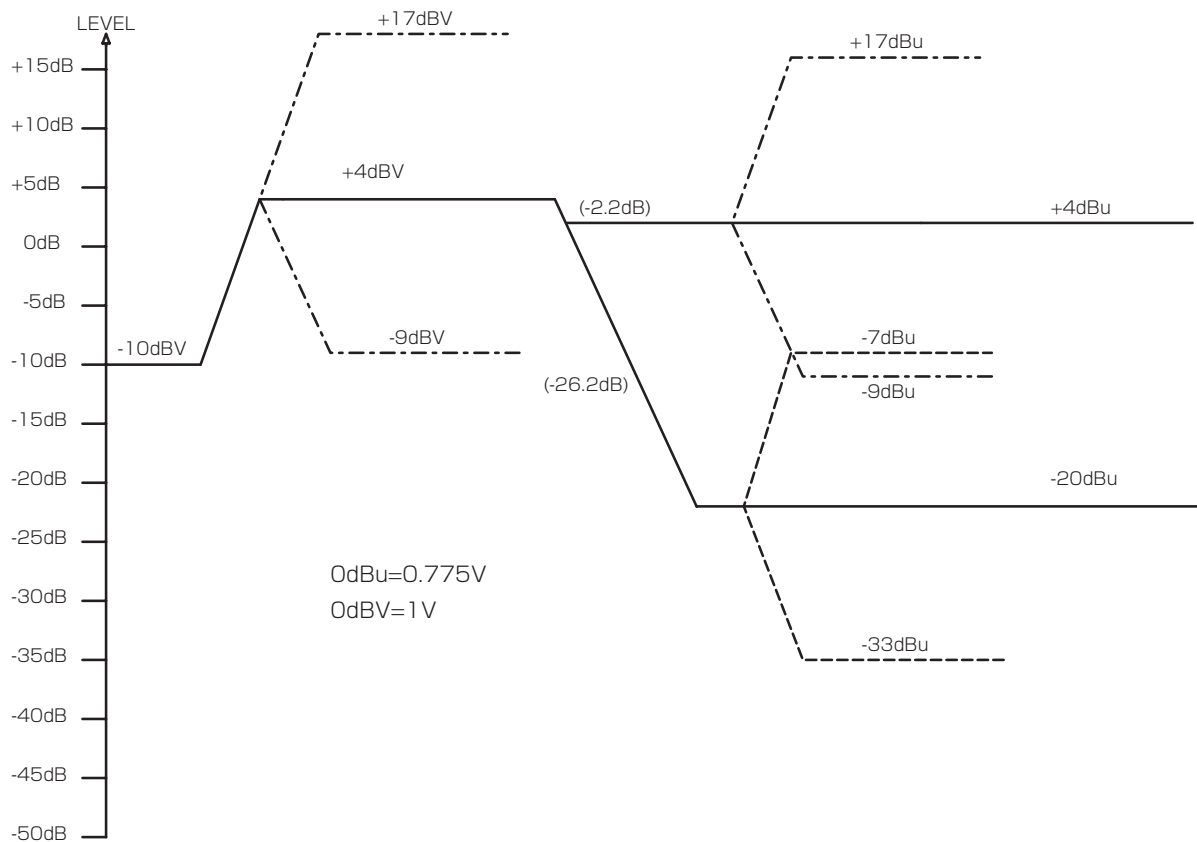 LEVEL
+15dB
+10dB
+5dB
0dB
-5dB
-10dB
-15dB
-20dB
-25dB
-30dB
-35dB
-40dB
-45dB
-50dB
-10dBV
+17dBV
+4dBV
-9dBV
(-2.2dB)
(-26.2dB)
+17dBu
+4dBu
-7dBu
-9dBu
-20dBu
-33dBu
0dBu=0.775V
0dBV=1V